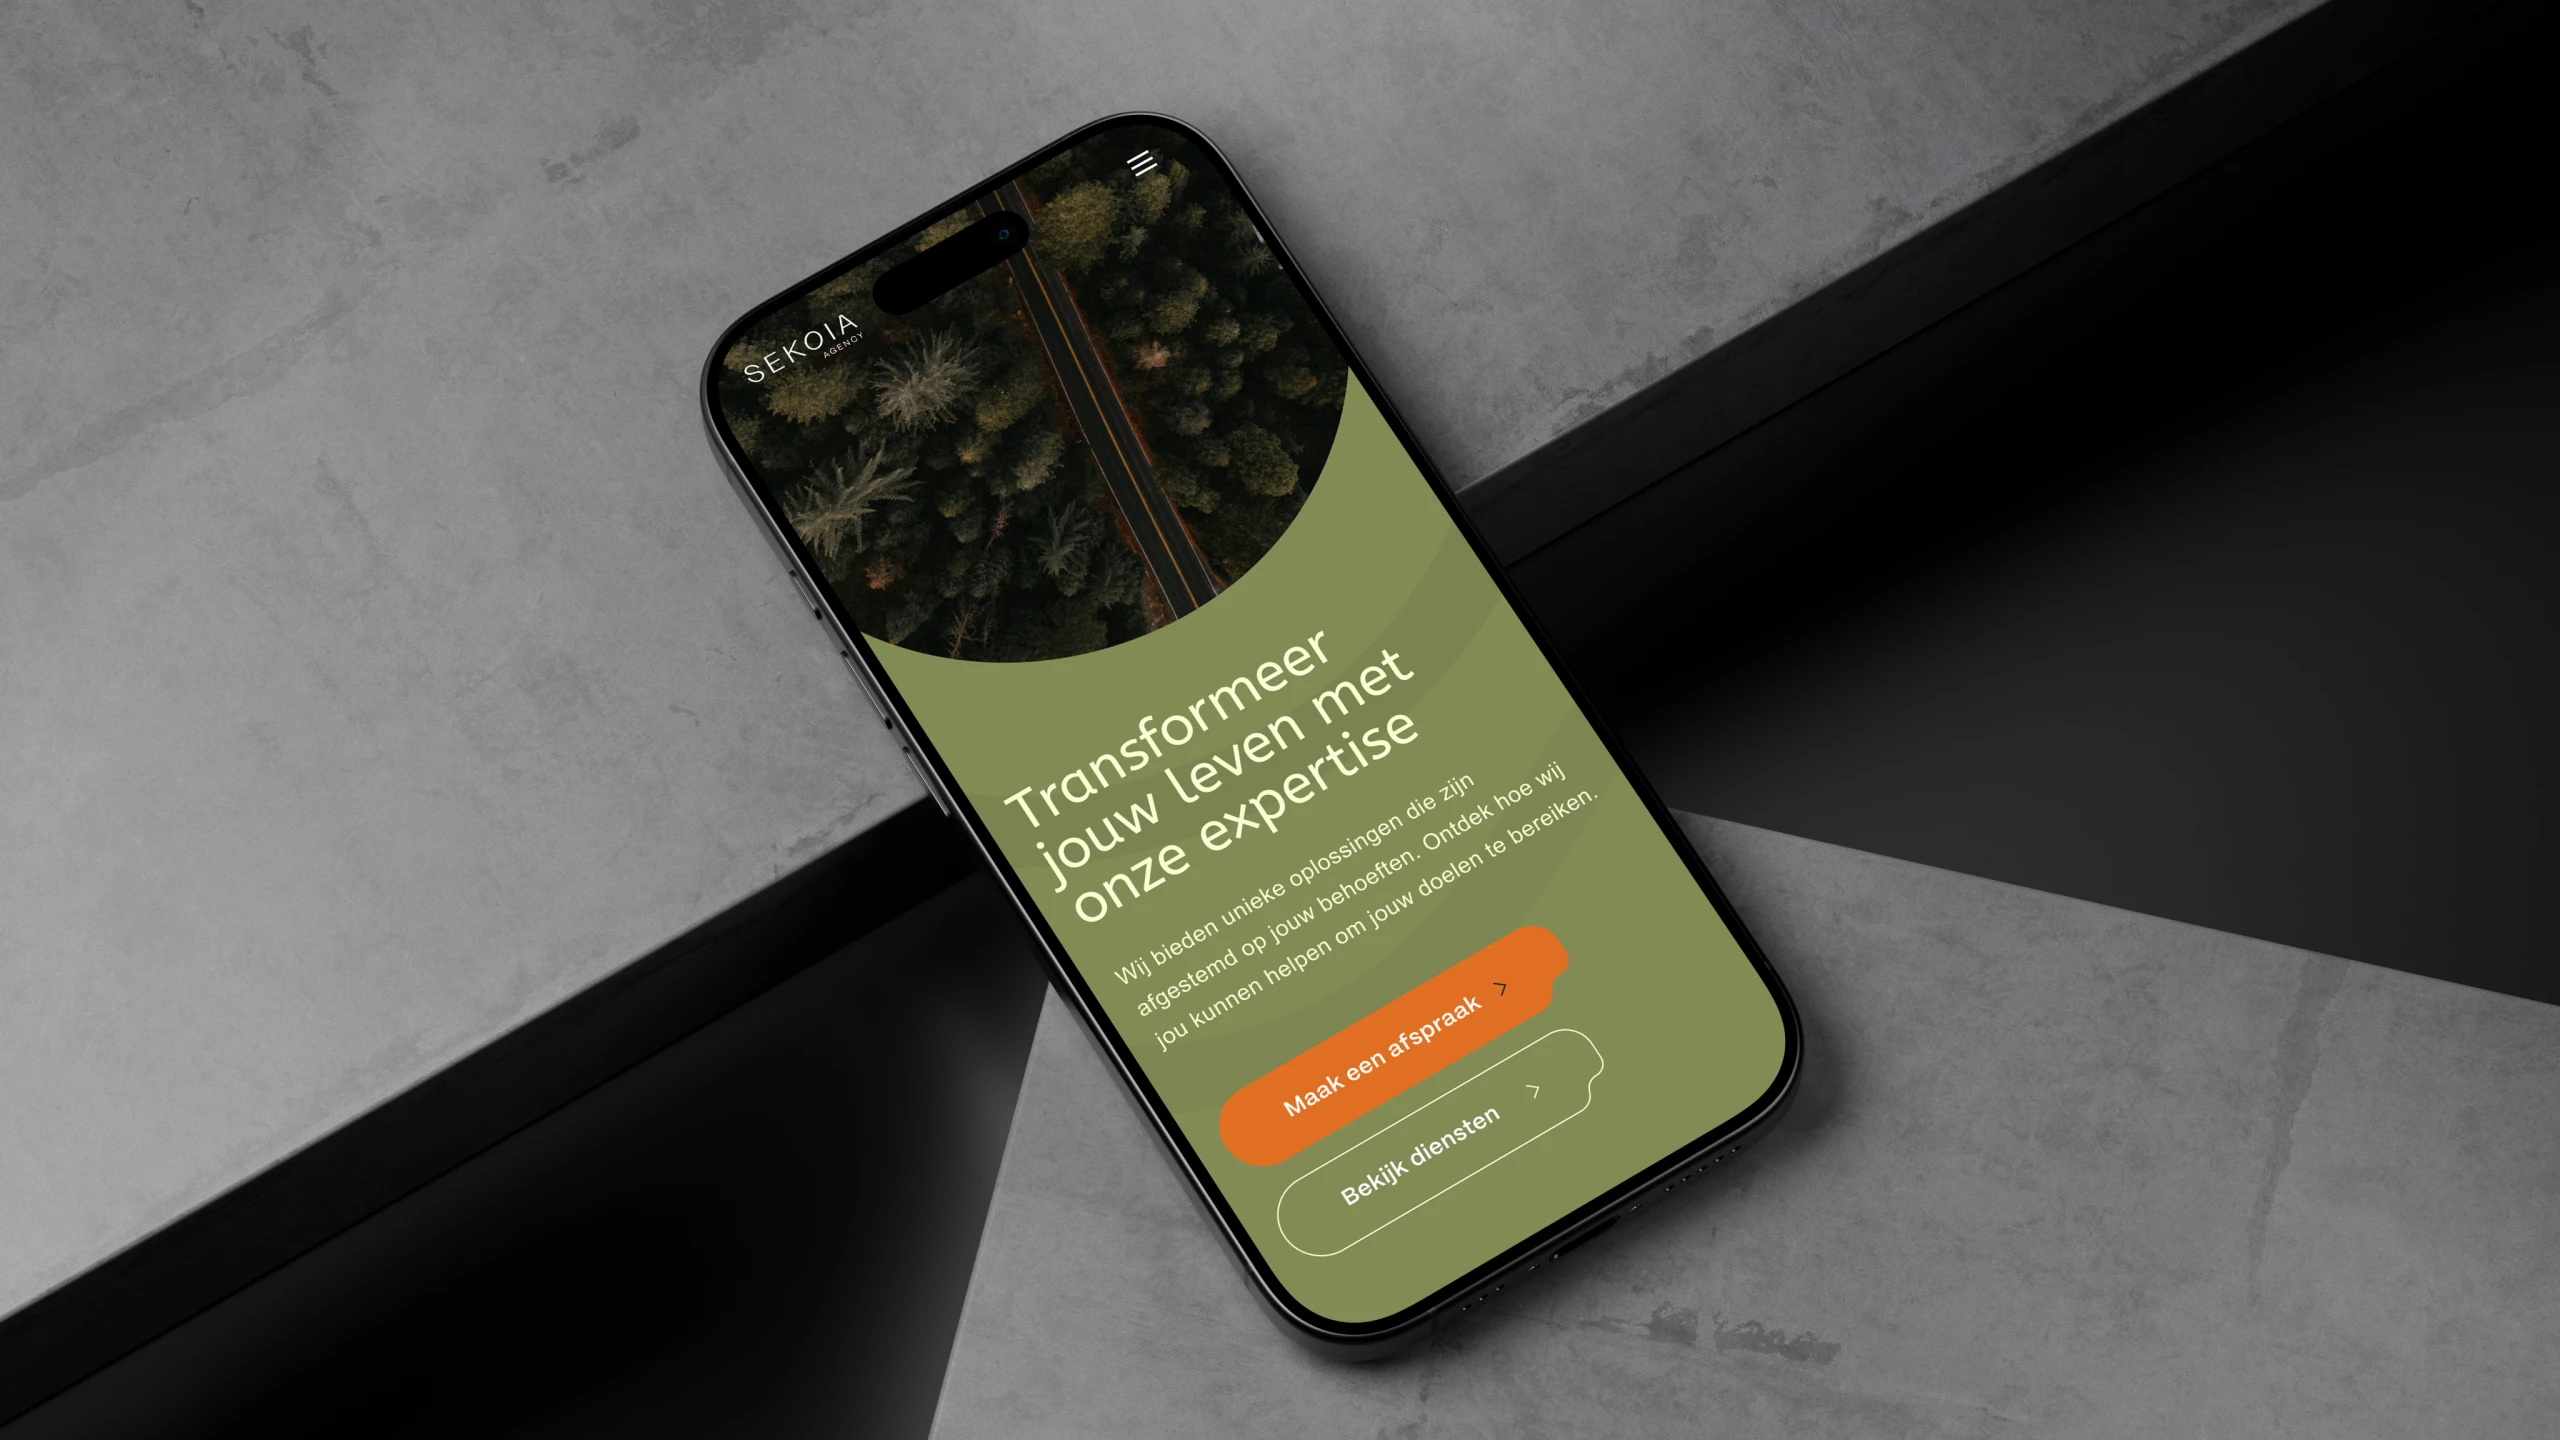 SEKOIA
AGENCY
Transformeer
jouw leven met
onze expertise
Wij bieden unieke oplossingen die zijn
afgestemd op jouw behoeften. Ontdek hoe wij
jou kunnen helpen om jouw doelen te bereiken.
Maak een afspraak
Bekijk diensten